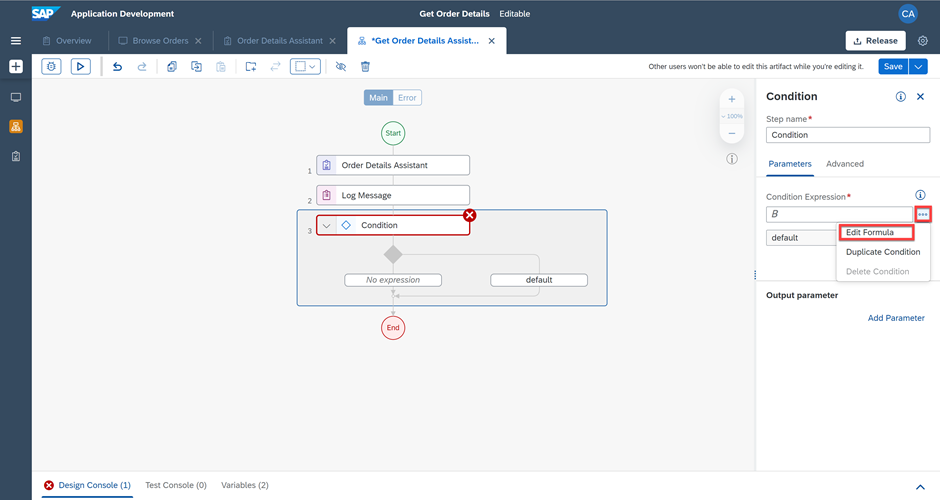 SAP Application Development
Get Order Details Editable
CA
Overview
Browse Orders
Order Details Assistant
*Get Order Details Assist...
Release
Other users won't be able to edit this artifact while you're editing it.
Save
Main Error
~ 100%
Start
1 Order Details Assistant
2 Log Message
3 Condition
No expression
default
End
Condition
Step name*
Condition
Parameters Advanced
Condition Expression*
B
default
Edit Formula
Duplicate Condition
Delete Condition
Output parameter
Add Parameter
Design Console (1) Test Console (0) Variables (2)